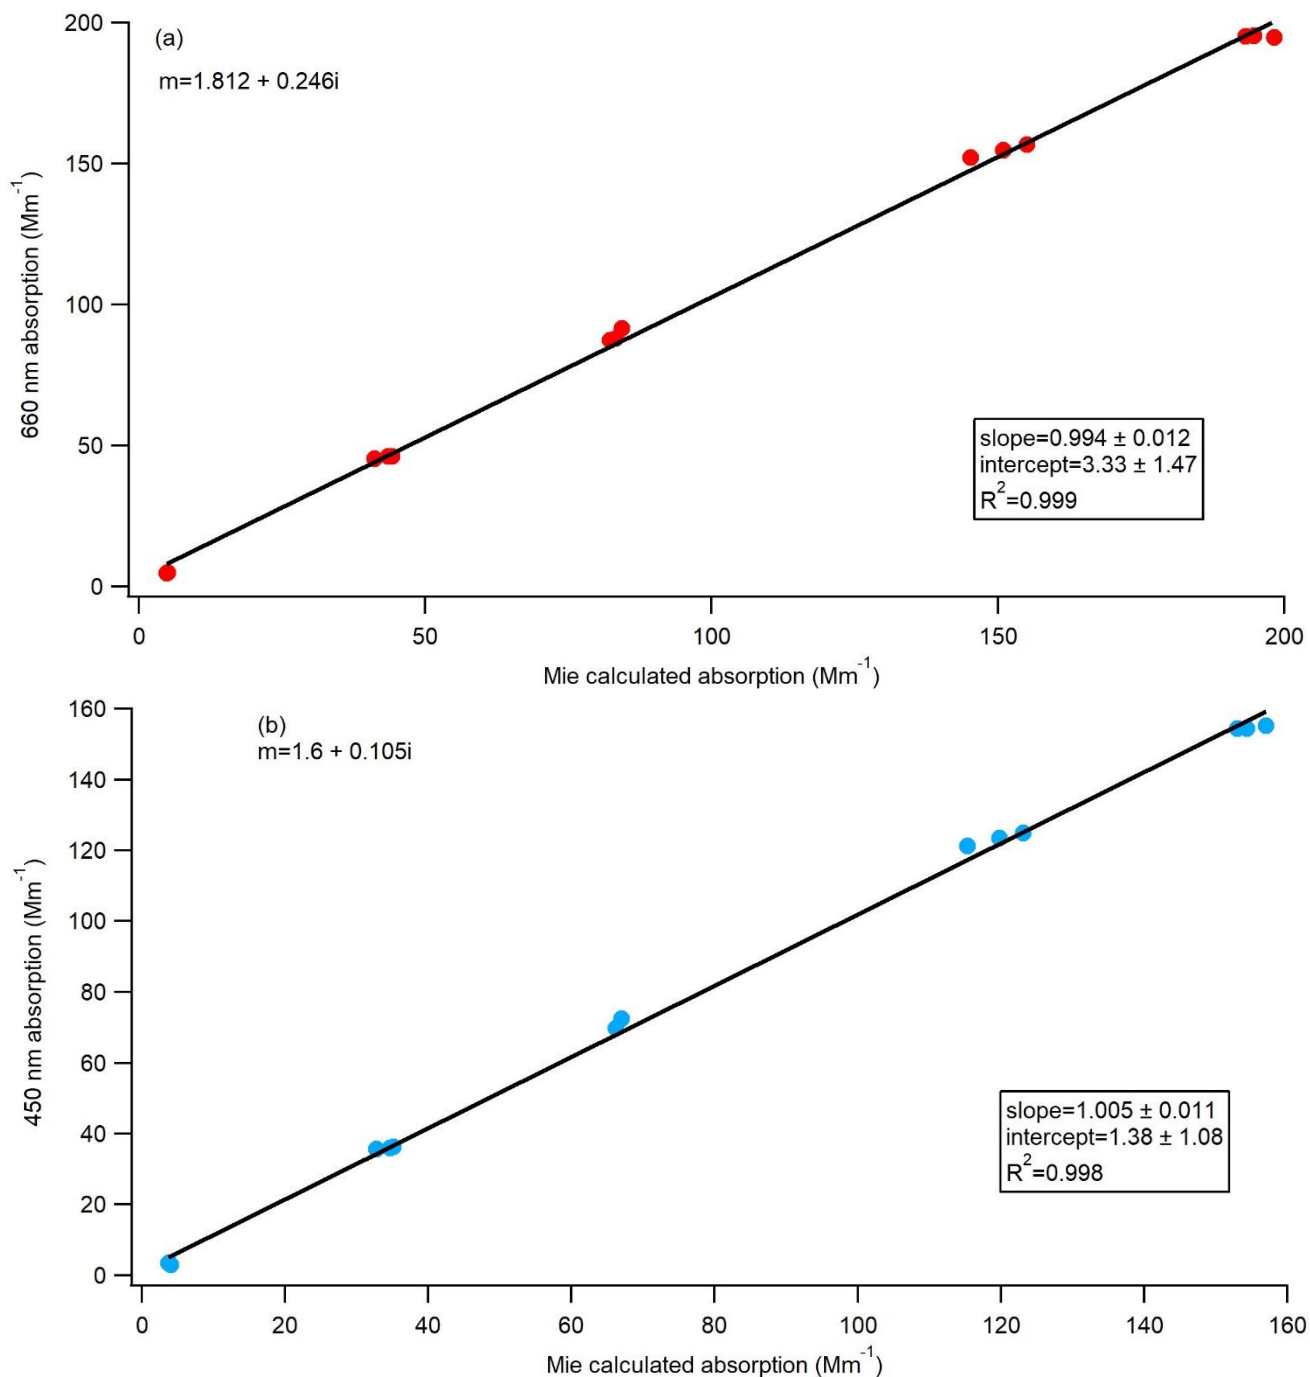 (a)
m=1.812 + 0.246i
200
150
100
50
0
660 nm absorption (Mm⁻¹)
slope=0.994 ± 0.012
intercept=3.33 ± 1.47
R²=0.999
0 50 100 150 200
Mie calculated absorption (Mm⁻¹)
(b)
m=1.6 + 0.105i
160
140
120
100
80
60
40
20
0
450 nm absorption (Mm⁻¹)
slope=1.005 ± 0.011
intercept=1.38 ± 1.08
R²=0.998
0 20 40 60 80 100 120 140 160
Mie calculated absorption (Mm⁻¹)